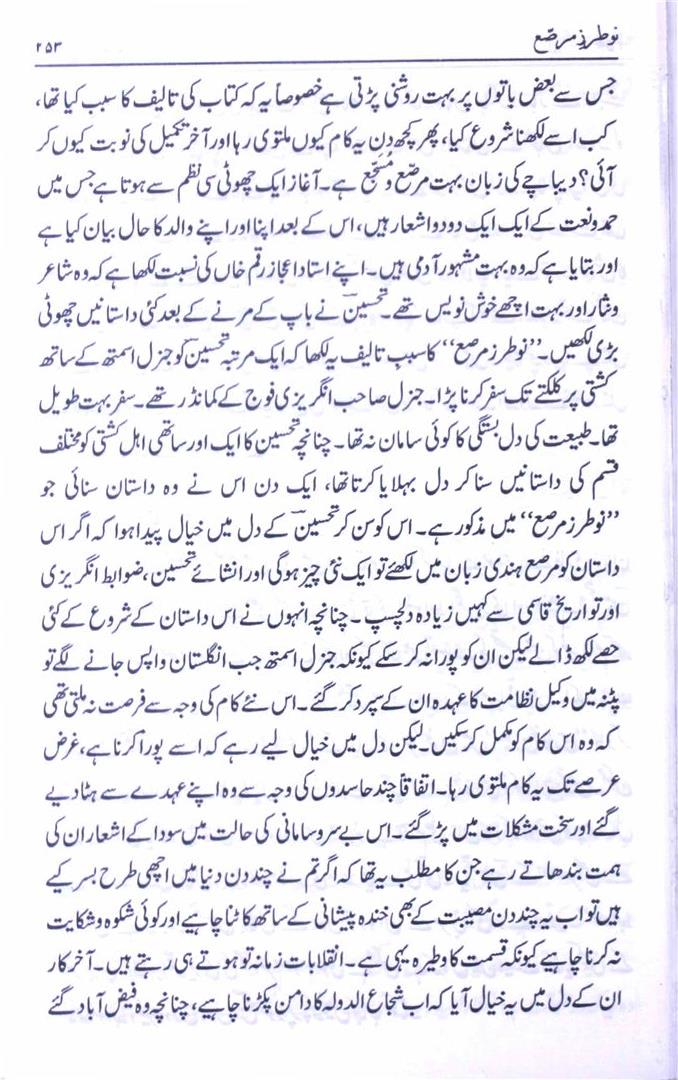 نوطرزِ مرصّع
۲۵۳
جس سے بعض باتوں پر بہت روشنی پڑتی ہے خصوصاً یہ کہ کتاب کی تالیف کا سبب کیا تھا،
کب اسے لکھنا شروع کیا، پھر کچھ دن یہ کام کیوں ملتوی رہا اور آخر تکمیل کی نوبت کیوں کر
آئی؟ دیباچے کی زبان بہت مرصّع و مُسجّع ہے۔ آغاز ایک چھوٹی سی نظم سے ہوتا ہے جس میں
حمد و نعت کے ایک ایک دو دو اشعار ہیں، اس کے بعد اپنا اور اپنے والد کا حال بیان کیا ہے
اور بتایا ہے کہ وہ بہت مشہور آدمی ہیں۔ اپنے استاد اعجاز رقم خاں کی نسبت لکھا ہے کہ وہ شاعر
و نثار اور بہت اچھے خوش نویس تھے۔ تحسینؔ نے باپ کے مرنے کے بعد کئی داستانیں چھوٹی
بڑی لکھیں۔ ”نوطرز مرصع“ کا سببِ تالیف یہ لکھا کہ ایک مرتبہ تحسین کو جنرل اسمتھ کے ساتھ
کشتی پر کلکتے تک سفر کرنا پڑا۔ جنرل صاحب انگریزی فوج کے کمانڈر تھے۔ سفر بہت طویل
تھا۔ طبیعت کی دل بستگی کا کوئی سامان نہ تھا۔ چنانچہ تحسین کا ایک اور ساتھی اہل کشتی کو مختلف
قسم کی داستانیں سنا کر دل بہلایا کرتا تھا، ایک دن اس نے وہ داستان سنائی جو
”نوطرز مرصع“ میں مذکور ہے۔ اس کو سن کر تحسینؔ کے دل میں خیال پیدا ہوا کہ اگر اس
داستان کو مرصع ہندی زبان میں لکھئے تو ایک نئی چیز ہوگی اور انشائے تحسین، ضوابط انگریزی
اور تواریخ قاسمی سے کہیں زیادہ دلچسپ۔ چنانچہ انہوں نے اس داستان کے شروع کے کئی
حصے لکھ ڈالے لیکن ان کو پورا نہ کر سکے کیونکہ جنرل اسمتھ جب انگلستان واپس جانے لگے تو
پٹنہ میں وکیل نظامت کا عہدہ ان کے سپرد کر گئے۔ اس نئے کام کی وجہ سے فرصت نہ ملتی تھی
کہ وہ اس کام کو مکمل کر سکیں۔ لیکن دل میں خیال لیے رہے کہ اسے پورا کرنا ہے، غرض
عرصے تک یہ کام ملتوی رہا۔ اتفاقاً چند حاسدوں کی وجہ سے وہ اپنے عہدے سے ہٹا دیے
گئے اور سخت مشکلات میں پڑ گئے۔ اس بے سر و سامانی کی حالت میں سودا کے اشعار ان کی
ہمت بندھاتے رہے جن کا مطلب یہ تھا کہ اگر تم نے چند دن دنیا میں اچھی طرح بسر کیے
ہیں تو اب یہ چند دن مصیبت کے بھی خندہ پیشانی کے ساتھ کاٹنا چاہیے اور کوئی شکوہ و شکایت
نہ کرنا چاہیے کیونکہ قسمت کا وطیرہ یہی ہے۔ انقلابات زمانہ تو ہوتے ہی رہتے ہیں۔ آخر کار
ان کے دل میں یہ خیال آیا کہ اب شجاع الدولہ کا دامن پکڑنا چاہیے، چنانچہ وہ فیض آباد گئے